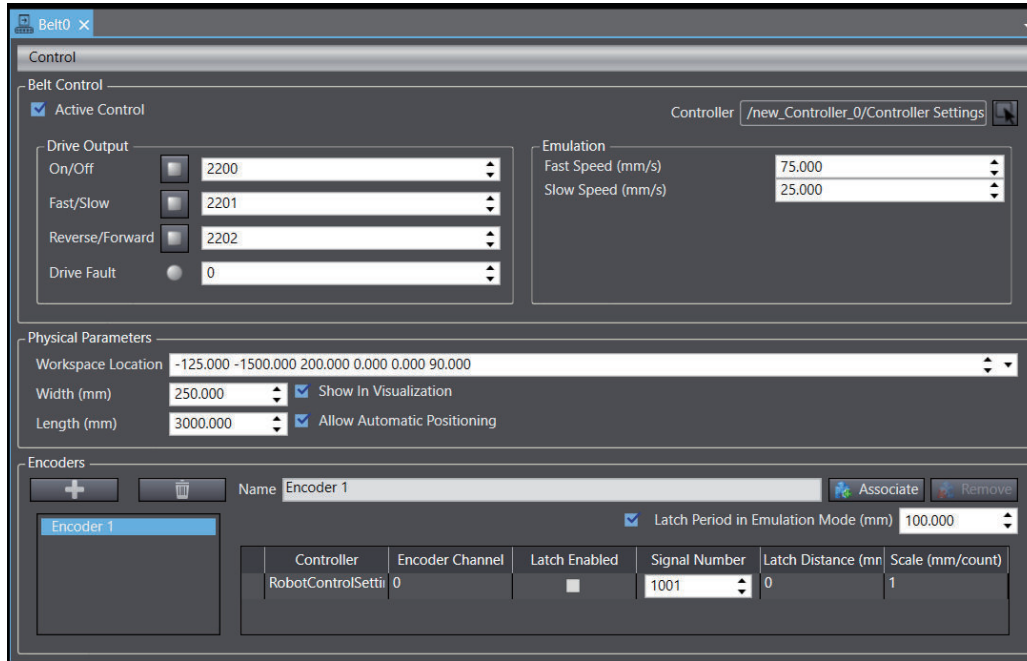 Belt0
Control
Belt Control
Active Control
Controller /new_Controller_0/Controller Settings
Drive Output
On/Off 2200
Fast/Slow 2201
Reverse/Forward 2202
Drive Fault 0
Emulation
Fast Speed (mm/s) 75.000
Slow Speed (mm/s) 25.000
Physical Parameters
Workspace Location -125.000 -1500.000 200.000 0.000 0.000 90.000
Width (mm) 250.000 Show In Visualization
Length (mm) 3000.000 Allow Automatic Positioning
Encoders
Name Encoder 1 Associate Remove
Encoder 1
Latch Period in Emulation Mode (mm) 100.000
Controller Encoder Channel Latch Enabled Signal Number Latch Distance (mm Scale (mm/count)
RobotControlSetti 0 1001 0 1